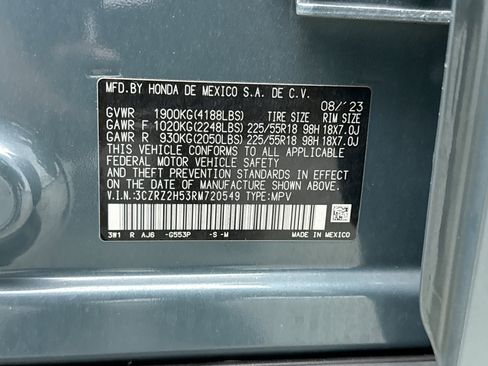 MFD.BY HONDA DE MEXICO S.A. DE C.V.
08/'23
GVWR 1900KG(4188LBS) TIRE SIZE RIM SIZE
GAWR F 1020KG(2248LBS) 225/55R18 98H 18X7.0J
GAWR R 930KG(2050LBS) 225/55R18 98H 18X7.0J
THIS VEHICLE CONFORMS TO ALL APPLICABLE
FEDERAL MOTOR VEHICLE SAFETY
AND THEFT PREVENTION STANDARDS IN
EFFECT ON THE DATE OF MANUFACTURE SHOWN ABOVE.
V.I.N.:3CZRZ2H53RM720549 TYPE:MPV
3W1 R AJ6 -G553P -S -M MADE IN MEXICO